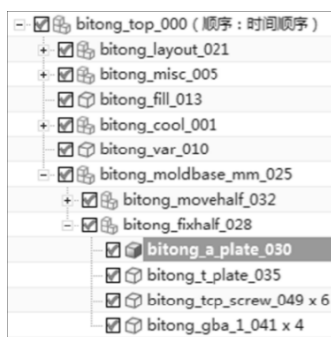 bitong_top_000（顺序：时间顺序）
bitong_layout_021
bitong_misc_005
bitong_fill_013
bitong_cool_001
bitong_var_010
bitong_moldbase_mm_025
bitong_movehalf_032
bitong_fixhalf_028
bitong_a_plate_030
bitong_t_plate_035
bitong_tcp_screw_049 x 6
bitong_gba_1_041 x 4